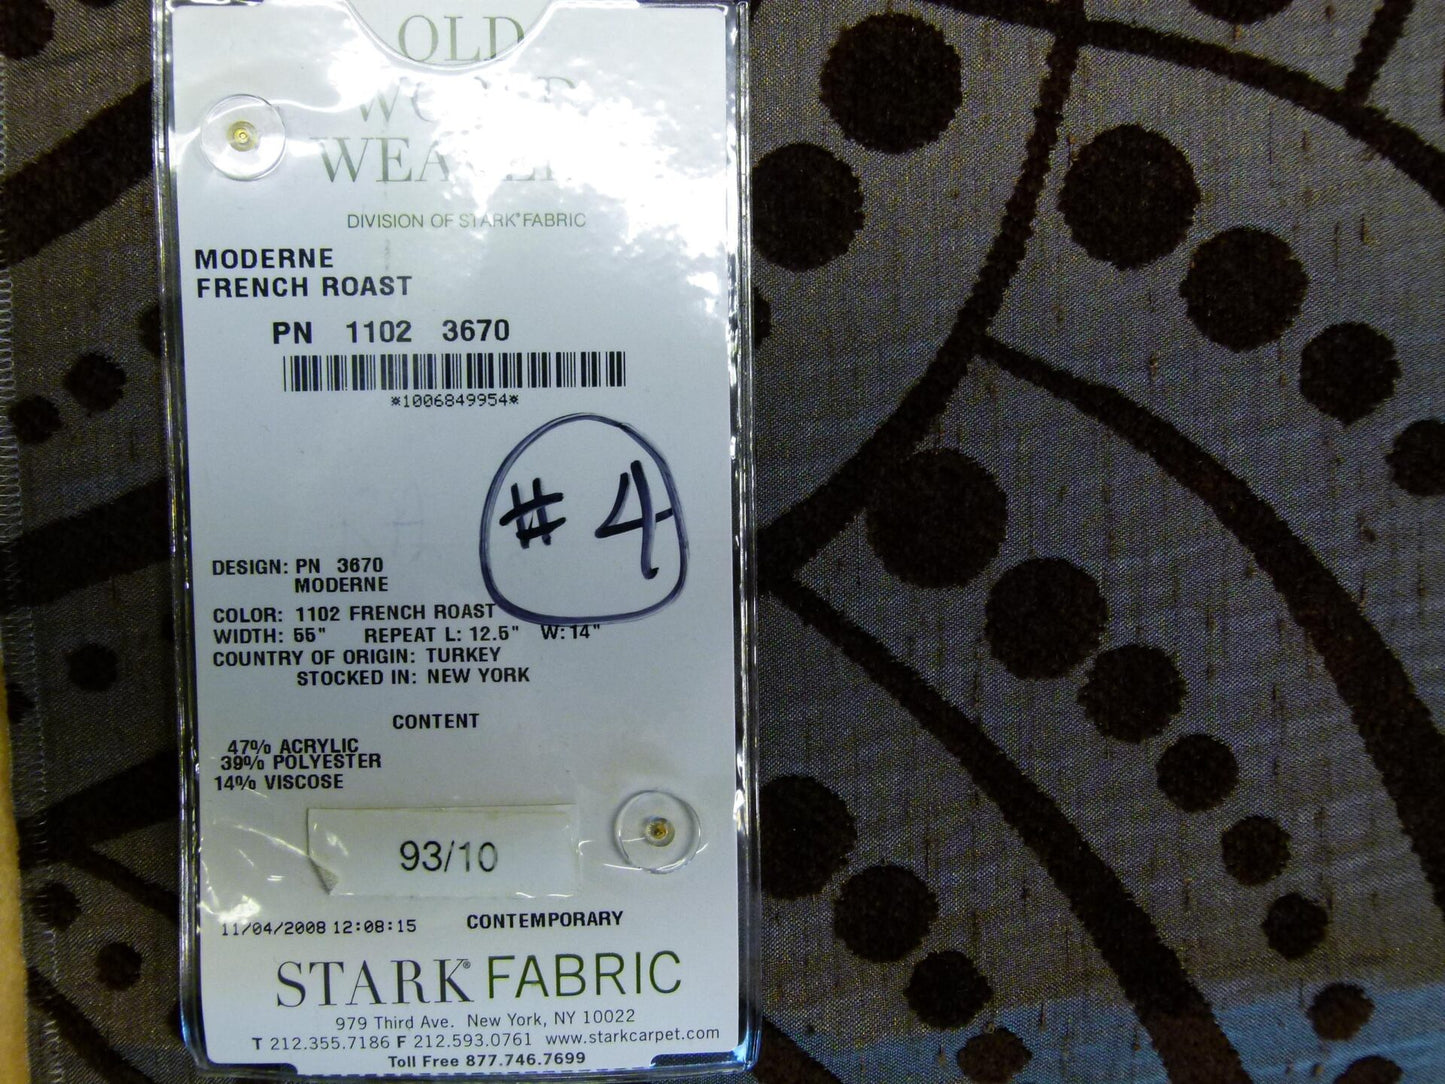 OLD
WORLD
WEAVERS
DIVISION OF STARK® FABRIC
MODERNE
FRENCH ROAST
PN 1102 3670
*1006849954*
# 4
DESIGN: PN 3670
MODERNE
COLOR: 1102 FRENCH ROAST
WIDTH: 55" REPEAT L: 12.5" W: 14"
COUNTRY OF ORIGIN: TURKEY
STOCKED IN: NEW YORK
CONTENT
47% ACRYLIC
39% POLYESTER
14% VISCOSE
93/10
11/04/2008 12:08:15 CONTEMPORARY
STARK® FABRIC
979 Third Ave. New York, NY 10022
T 212.355.7186 F 212.593.0761 www.starkcarpet.com
Toll Free 877.746.7699